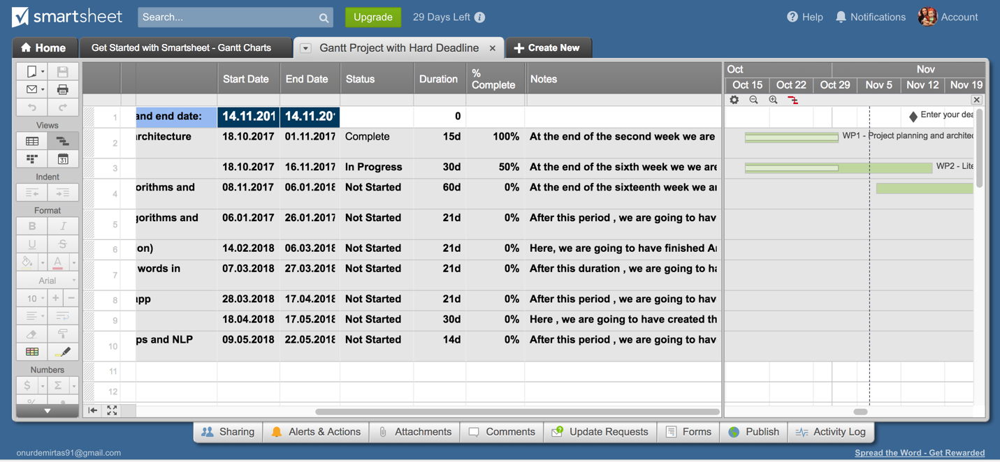 smartsheet Search... Upgrade 29 Days Left Help Notifications Account
Home Get Started with Smartsheet - Gantt Charts Gantt Project with Hard Deadline Create New
Start Date End Date Status Duration % Complete Notes Oct Nov
Oct 15 Oct 22 Oct 29 Nov 5 Nov 12 Nov 19
1 and end date: 14.11.201 14.11.20 0 Enter your dea
2 rchitecture 18.10.2017 01.11.2017 Complete 15d 100% At the end of the second week we are WP1 - Project planning and architec
3 18.10.2017 16.11.2017 In Progress 30d 50% At the end of the sixth week we we are WP2 - Lite
4 orithms and 08.11.2017 06.01.2018 Not Started 60d 0% At the end of the sixteenth week we ar
5 gorithms and 06.01.2017 26.01.2017 Not Started 21d 0% After this period , we are going to hav
6 on) 14.02.2018 06.03.2018 Not Started 21d 0% Here, we are going to have finished Ar
7 words in 07.03.2018 27.03.2018 Not Started 21d 0% After this duration , we are going to ha
8 app 28.03.2018 17.04.2018 Not Started 21d 0% After this period , we are going to hav
9 18.04.2018 17.05.2018 Not Started 30d 0% Here , we are going to have created th
10 ps and NLP 09.05.2018 22.05.2018 Not Started 14d 0% After this period , we are going to hav
11
12
Views
31
Indent
Format
B I
U S
A
Arial
10 + −
Numbers
$ Σ
Sharing Alerts & Actions Attachments Comments Update Requests Forms Publish Activity Log
onurdemirtas91@gmail.com Spread the Word - Get Rewarded